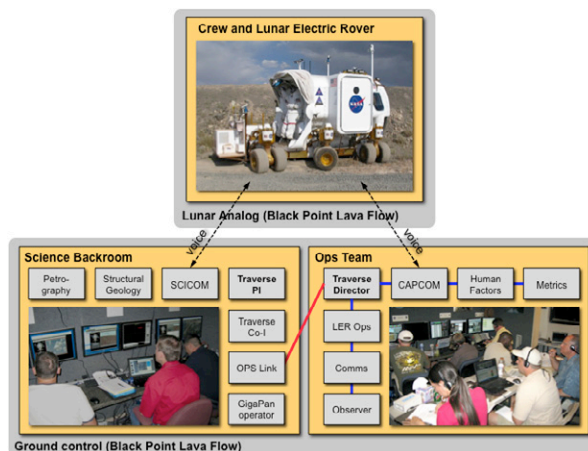 Crew and Lunar Electric Rover
NASA
Lunar Analog (Black Point Lava Flow)
voice
voice
Science Backroom
Petro-
graphy
Structural
Geology
SCICOM
Traverse
PI
Traverse
Co-I
OPS Link
GigaPan
operator
Ops Team
Traverse
Director
CAPCOM
Human
Factors
Metrics
LER Ops
Comms
Observer
Ground control (Black Point Lava Flow)